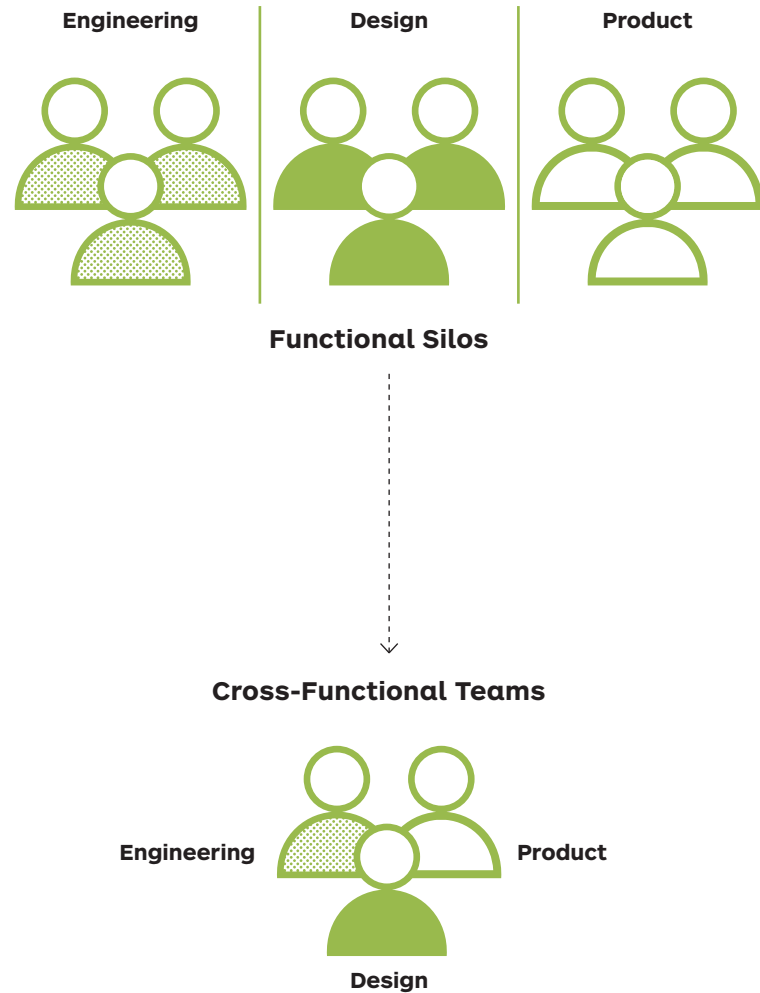 Engineering
Design
Product
Functional Silos
Cross-Functional Teams
Engineering
Product
Design